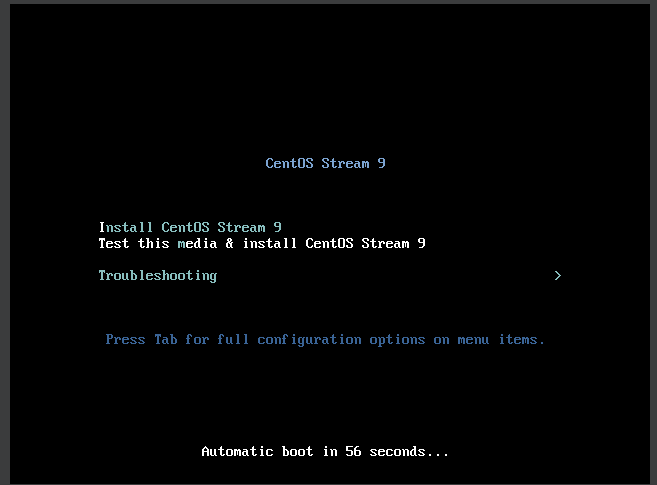 CentOS Stream 9
Install CentOS Stream 9
Test this media & install CentOS Stream 9
Troubleshooting >
Press Tab for full configuration options on menu items.
Automatic boot in 56 seconds...